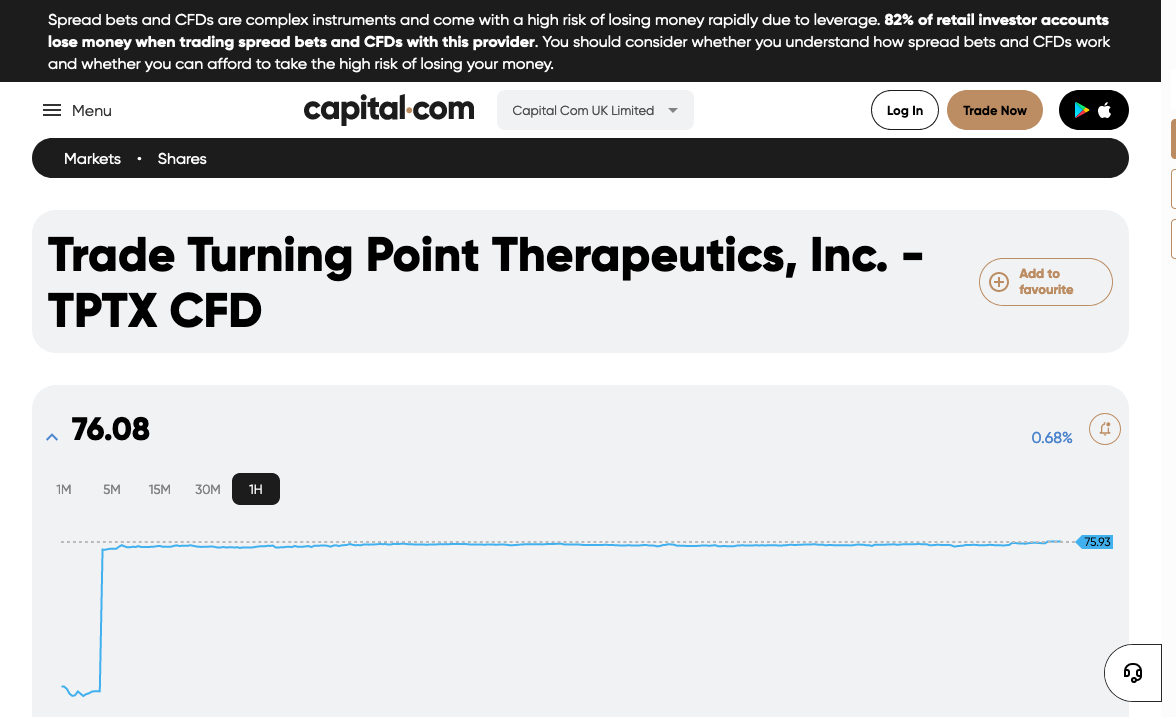 Spread bets and CFDs are complex instruments and come with a high risk of losing money rapidly due to leverage. 82% of retail investor accounts
lose money when trading spread bets and CFDs with this provider. You should consider whether you understand how spread bets and CFDs work
and whether you can afford to take the high risk of losing your money.
Menu
capital.com
Capital Com UK Limited
Log In
Trade Now
Markets • Shares
Trade Turning Point Therapeutics, Inc. -
TPTX CFD
Add to
favourite
76.08
0.68%
1M 5M 15M 30M 1H
75.93